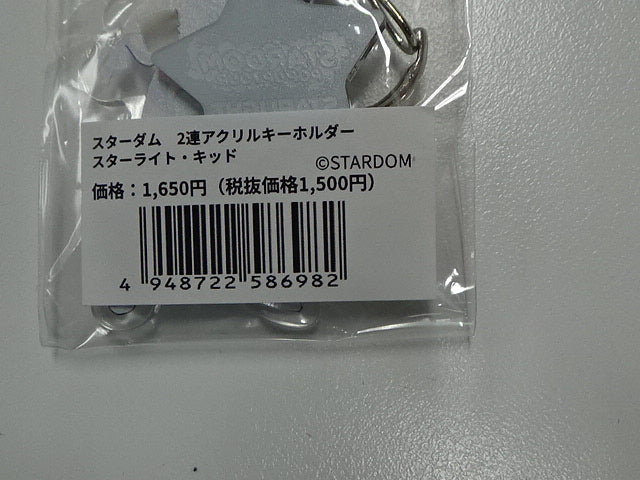 STARDOM
スターダム　2連アクリルキーホルダー
スターライト・キッド
©STARDOM
価格：1,650円（税抜価格1,500円）
4 948722 586982